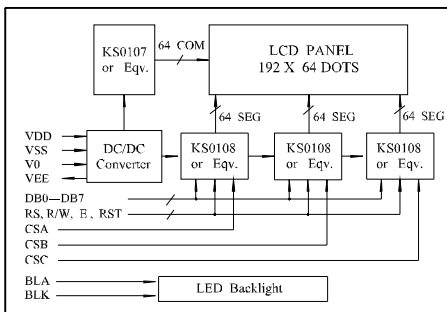 KS0107
or Eqv.
64 COM
LCD PANEL
192 X 64 DOTS
64 SEG
64 SEG
64 SEG
VDD
VSS
V0
VEE
DC/DC
Converter
KS0108
or Eqv.
KS0108
or Eqv.
KS0108
or Eqv.
DB0—DB7
RS, R/W, E, RST
CSA
CSB
CSC
BLA
BLK
LED Backlight